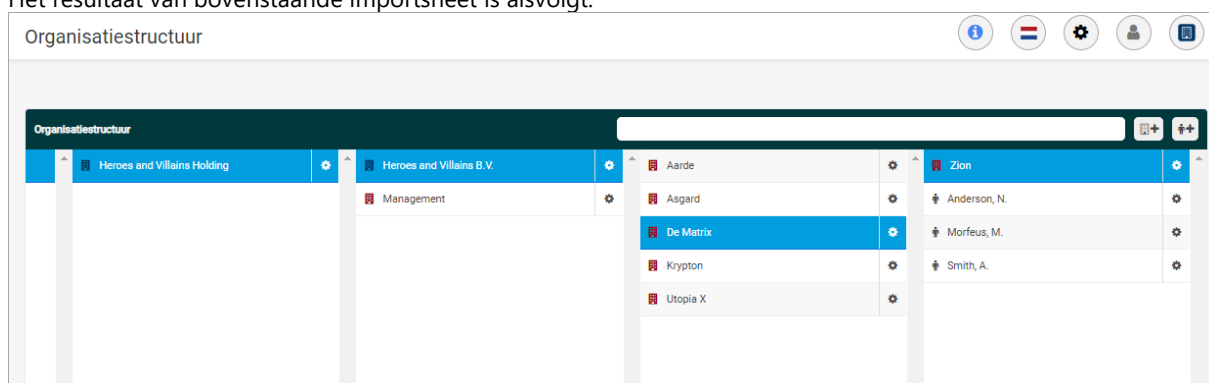 Het resultaat van bovenstaande importsheet is alsvolgt:
Organisatiestructuur
Organisatiestructuur
Heroes and Villains Holding
Heroes and Villains B.V.
Aarde
Zion
Management
Asgard
Anderson, N.
De Matrix
Morfeus, M.
Krypton
Smith, A.
Utopia X